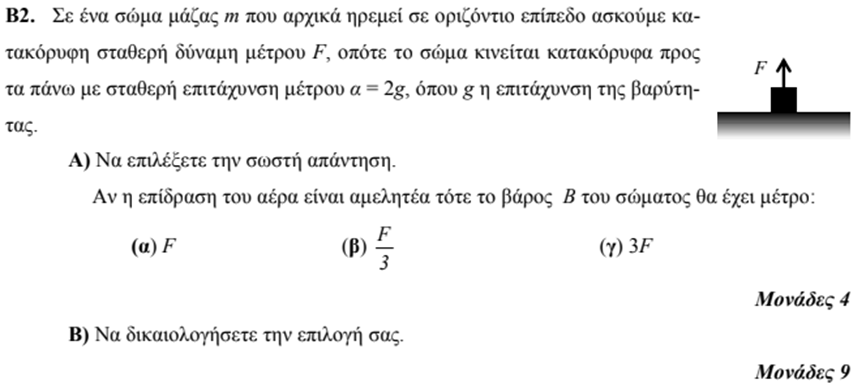 B2. Σε ένα σώμα μάζας m που αρχικά ηρεμεί σε οριζόντιο επίπεδο ασκούμε κα-
τακόρυφη σταθερή δύναμη μέτρου F, οπότε το σώμα κινείται κατακόρυφα προς
τα πάνω με σταθερή επιτάχυνση μέτρου α = 2g, όπου g η επιτάχυνση της βαρύτη-
τας.
F
Α) Να επιλέξετε την σωστή απάντηση.
Αν η επίδραση του αέρα είναι αμελητέα τότε το βάρος B του σώματος θα έχει μέτρο:
(α) F (β) F/3 (γ) 3F
Μονάδες 4
Β) Να δικαιολογήσετε την επιλογή σας.
Μονάδες 9